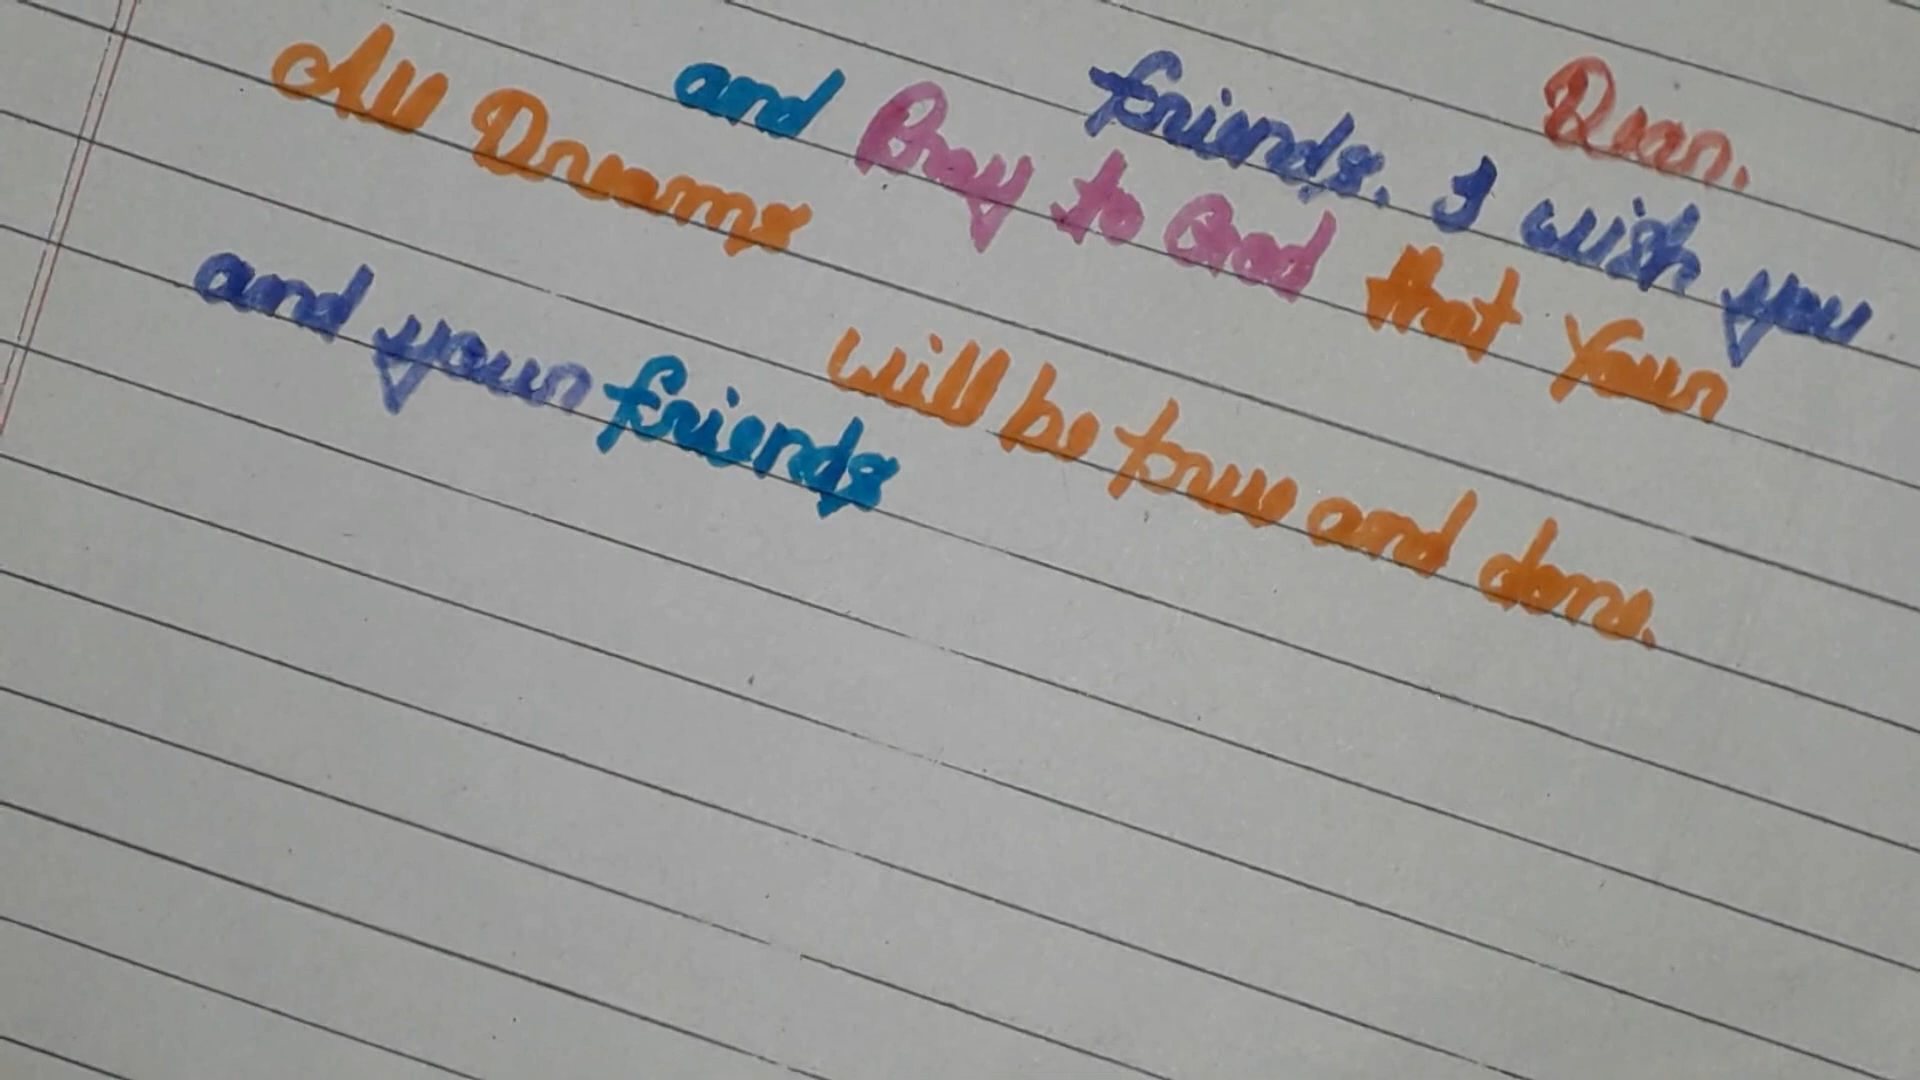 Dear.
friends. I wish you
and Pray to God that Your
All Dreams
will be true and done.
and your friends